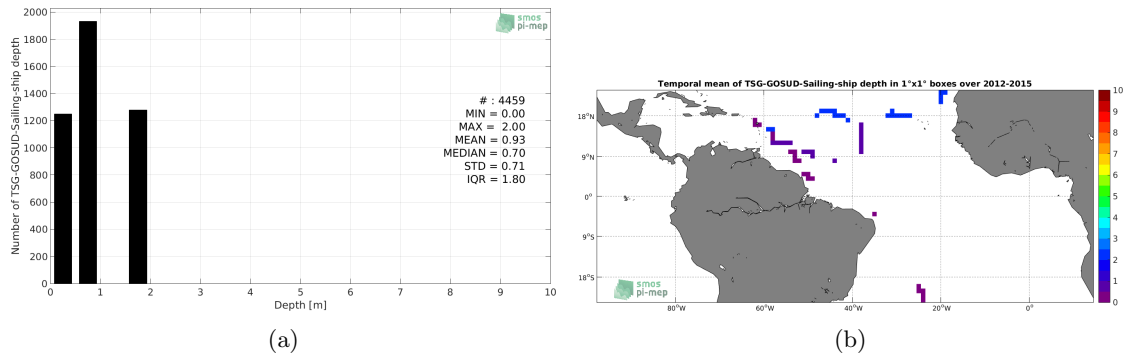 2000
1800
1600
1400
1200
1000
800
600
400
200
0
Number of TSG-GOSUD-Sailing-ship depth
smos
pi-mep
# : 4459
MIN = 0.00
MAX = 2.00
MEAN = 0.93
MEDIAN = 0.70
STD = 0.71
IQR = 1.80
0 1 2 3 4 5 6 7 8 9 10
Depth [m]
(a)
Temporal mean of TSG-GOSUD-Sailing-ship depth in 1°x1° boxes over 2012-2015
18°N
9°N
0°
9°S
18°S
80°W 60°W 40°W 20°W 0°
smos
pi-mep
10
9
8
7
6
5
4
3
2
1
0
(b)